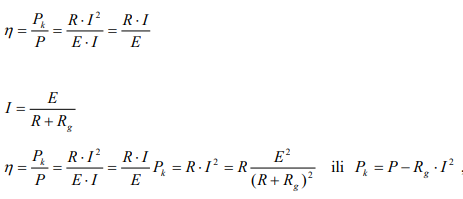 η = P_k / P = R·I² / E·I = R·I / E
I = E / R + R_g
η = P_k / P = R·I² / E·I = R·I / E P_k = R·I² = R E² / (R + R_g)² ili P_k = P − R_g·I² ,